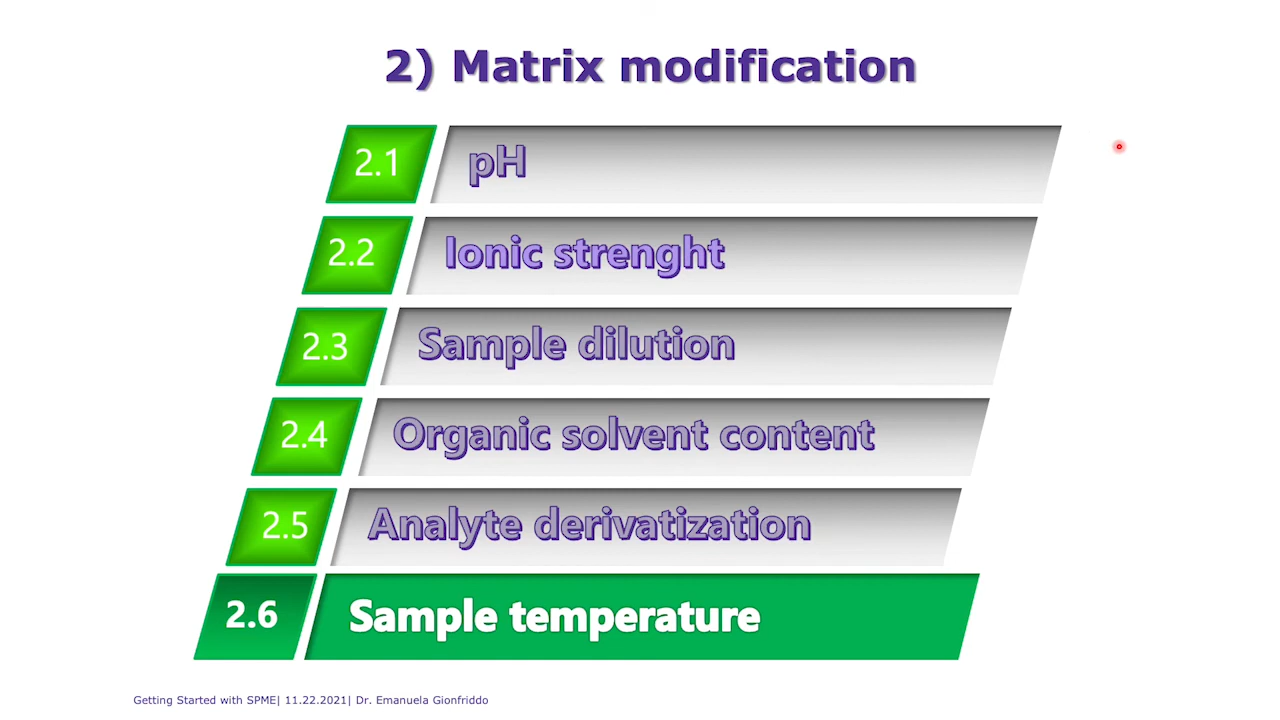 2) Matrix modification
2.1 pH
2.2 Ionic strenght
2.3 Sample dilution
2.4 Organic solvent content
2.5 Analyte derivatization
2.6 Sample temperature
Getting Started with SPME| 11.22.2021| Dr. Emanuela Gionfriddo